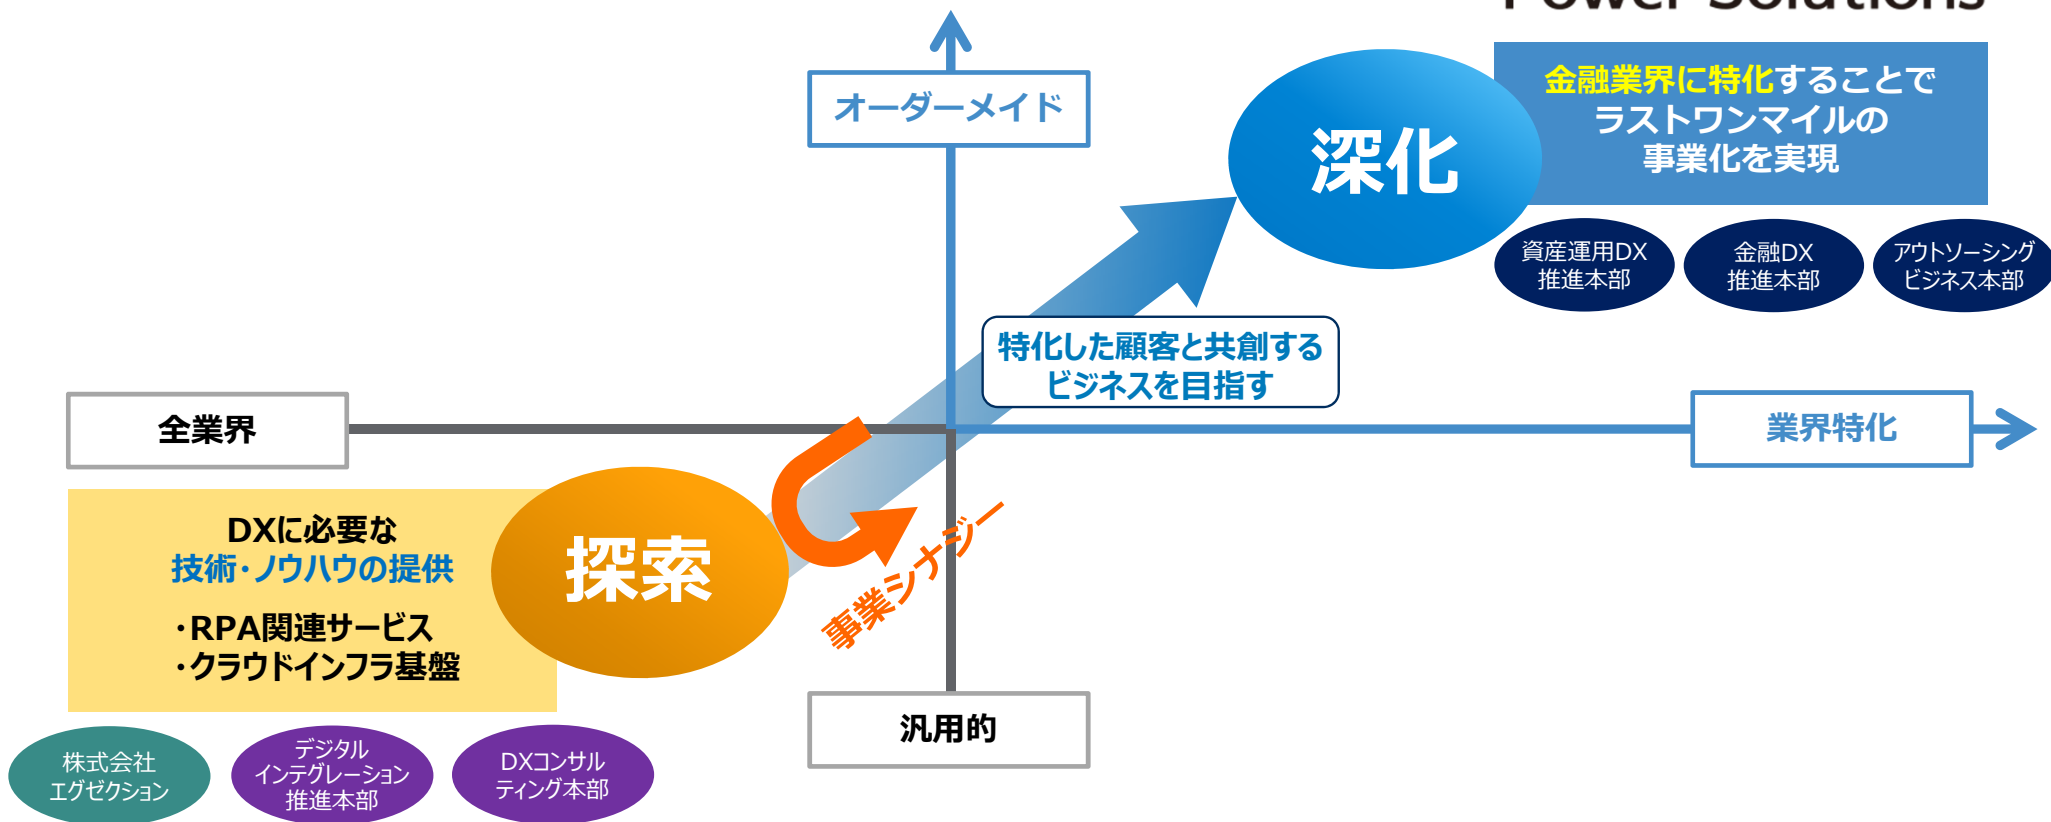 Power Solutions
オーダーメイド
深化
金融業界に特化することで
ラストワンマイルの
事業化を実現
資産運用DX
推進本部
金融DX
推進本部
アウトソーシング
ビジネス本部
特化した顧客と共創する
ビジネスを目指す
全業界
業界特化
DXに必要な
技術・ノウハウの提供
・RPA関連サービス
・クラウドインフラ基盤
探索
事業シナジー
汎用的
株式会社
エグゼクション
デジタル
インテグレーション
推進本部
DXコンサル
ティング本部